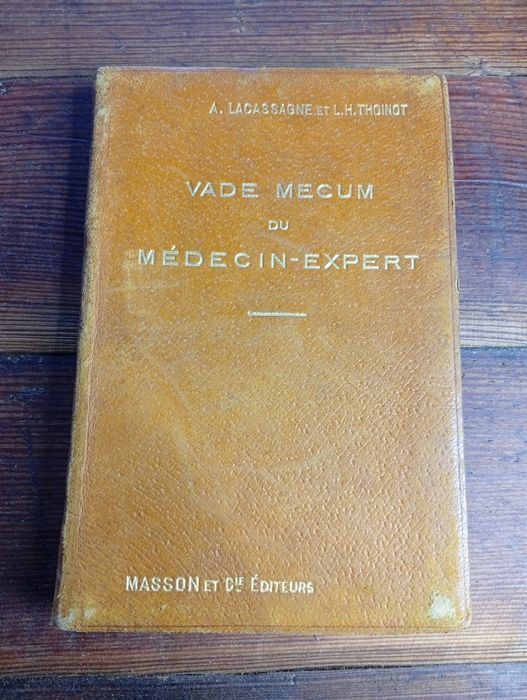 A. LACASSAGNE ET L.H. THOINOT
VADE MECUM
DU
MÉDECIN-EXPERT
MASSON ET CIE ÉDITEURS